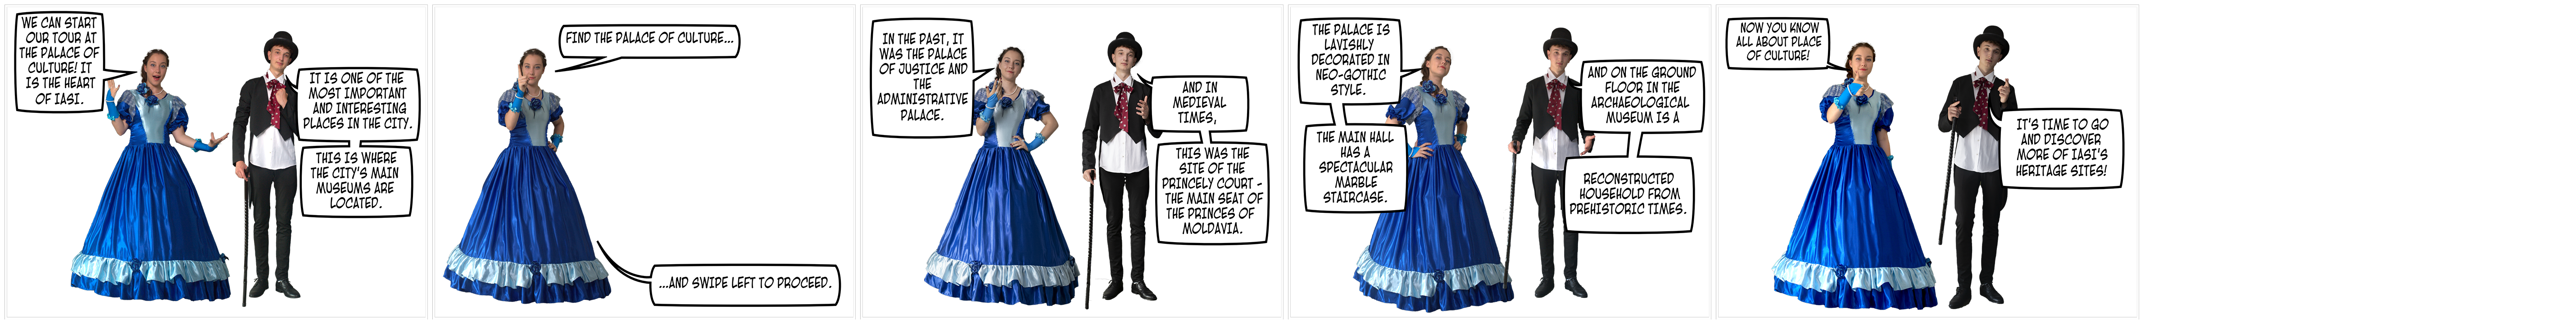 WE CAN START
OUR TOUR AT
THE PALACE OF
CULTURE! IT
IS THE HEART
OF IASI.
IT IS ONE OF THE
MOST IMPORTANT
AND INTERESTING
PLACES IN THE CITY.
THIS IS WHERE
THE CITY'S MAIN
MUSEUMS ARE
LOCATED.
FIND THE PALACE OF CULTURE...
...AND SWIPE LEFT TO PROCEED.
IN THE PAST, IT
WAS THE PALACE
OF JUSTICE AND
THE
ADMINISTRATIVE
PALACE.
AND IN
MEDIEVAL
TIMES,
THIS WAS THE
SITE OF THE
PRINCELY COURT -
THE MAIN SEAT OF
THE PRINCES OF
MOLDAVIA.
THE PALACE IS
LAVISHLY
DECORATED IN
NEO-GOTHIC
STYLE.
THE MAIN HALL
HAS A
SPECTACULAR
MARBLE
STAIRCASE.
AND ON THE GROUND
FLOOR IN THE
ARCHAEOLOGICAL
MUSEUM IS A
RECONSTRUCTED
HOUSEHOLD FROM
PREHISTORIC TIMES.
NOW YOU KNOW
ALL ABOUT PLACE
OF CULTURE!
IT'S TIME TO GO
AND DISCOVER
MORE OF IASI'S
HERITAGE SITES!